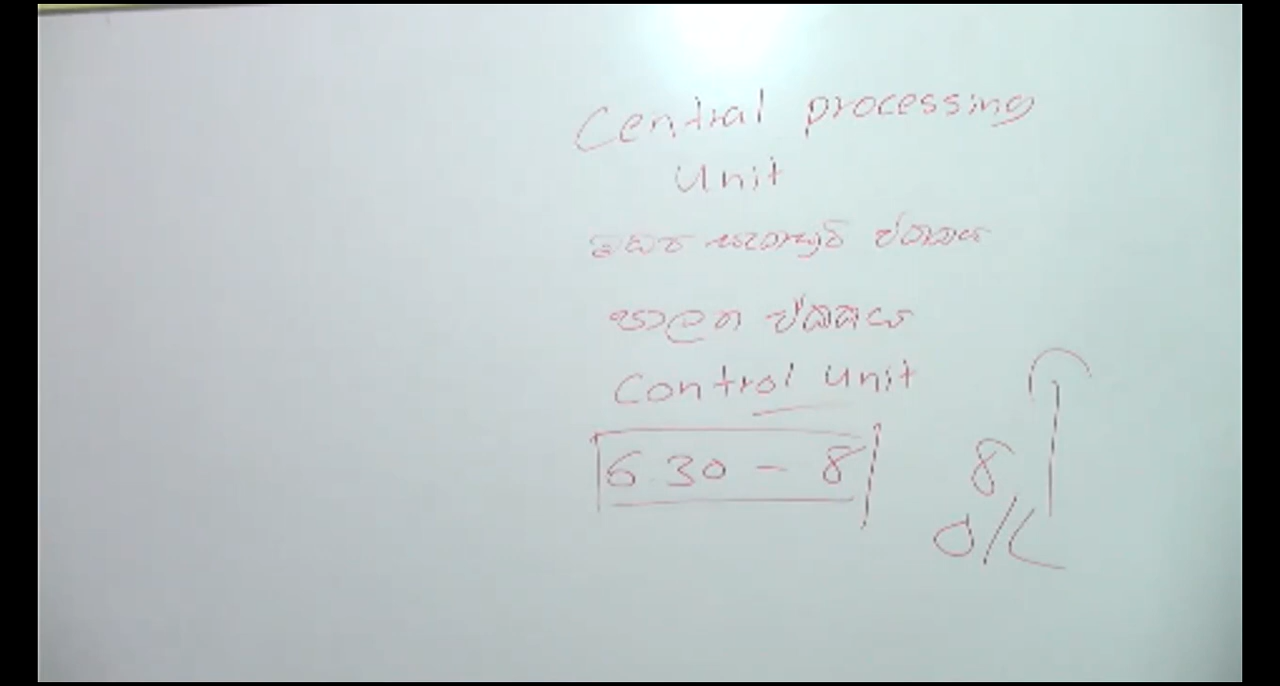 Central processing
Unit
මධ්‍ය සැකසුම් ඒකකය
පාලන ඒකකය
Control Unit
6.30 – 8
8
O/L